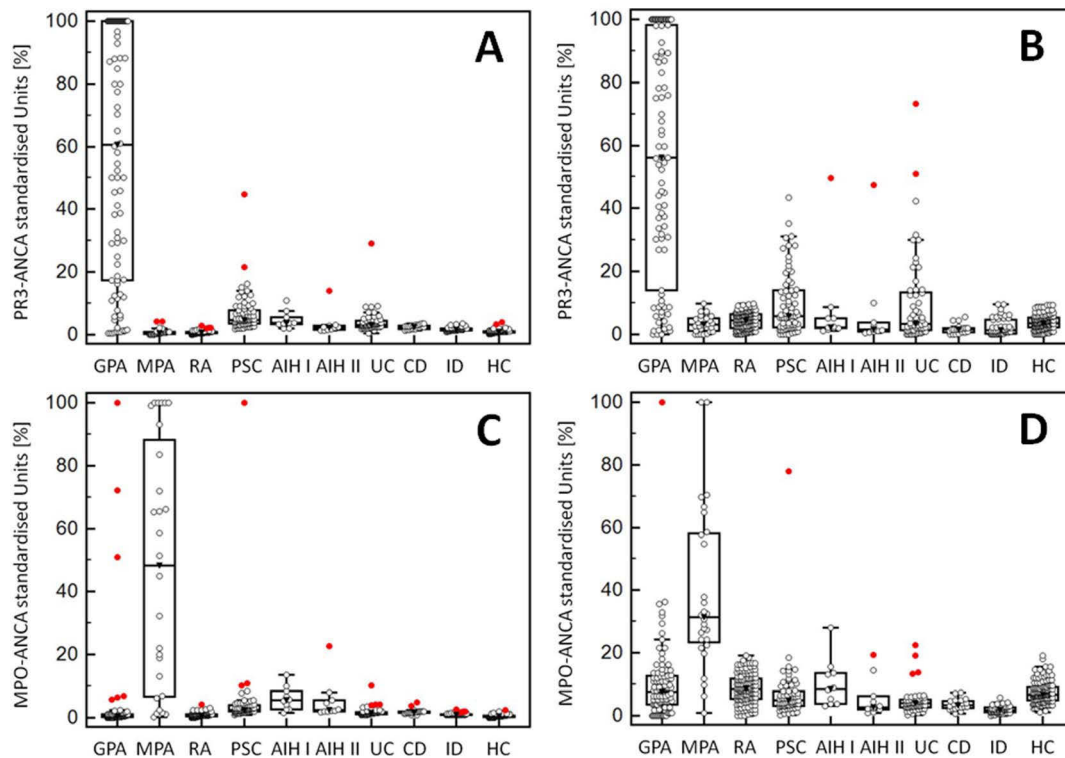 A
PR3-ANCA standardised Units [%]
100
80
60
40
20
0
GPA MPA RA PSC AIH I AIH II UC CD ID HC
B
PR3-ANCA standardised Units [%]
100
80
60
40
20
0
GPA MPA RA PSC AIH I AIH II UC CD ID HC
C
MPO-ANCA standardised Units [%]
100
80
60
40
20
0
GPA MPA RA PSC AIH I AIH II UC CD ID HC
D
MPO-ANCA standardised Units [%]
100
80
60
40
20
0
GPA MPA RA PSC AIH I AIH II UC CD ID HC